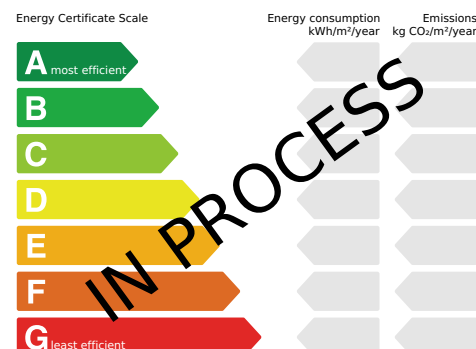 Energy Certificate Scale
Energy consumption
kWh/m²/year
Emissions
kg CO₂/m²/year
A most efficient
B
C
D
E
F
G least efficient
IN PROCESS